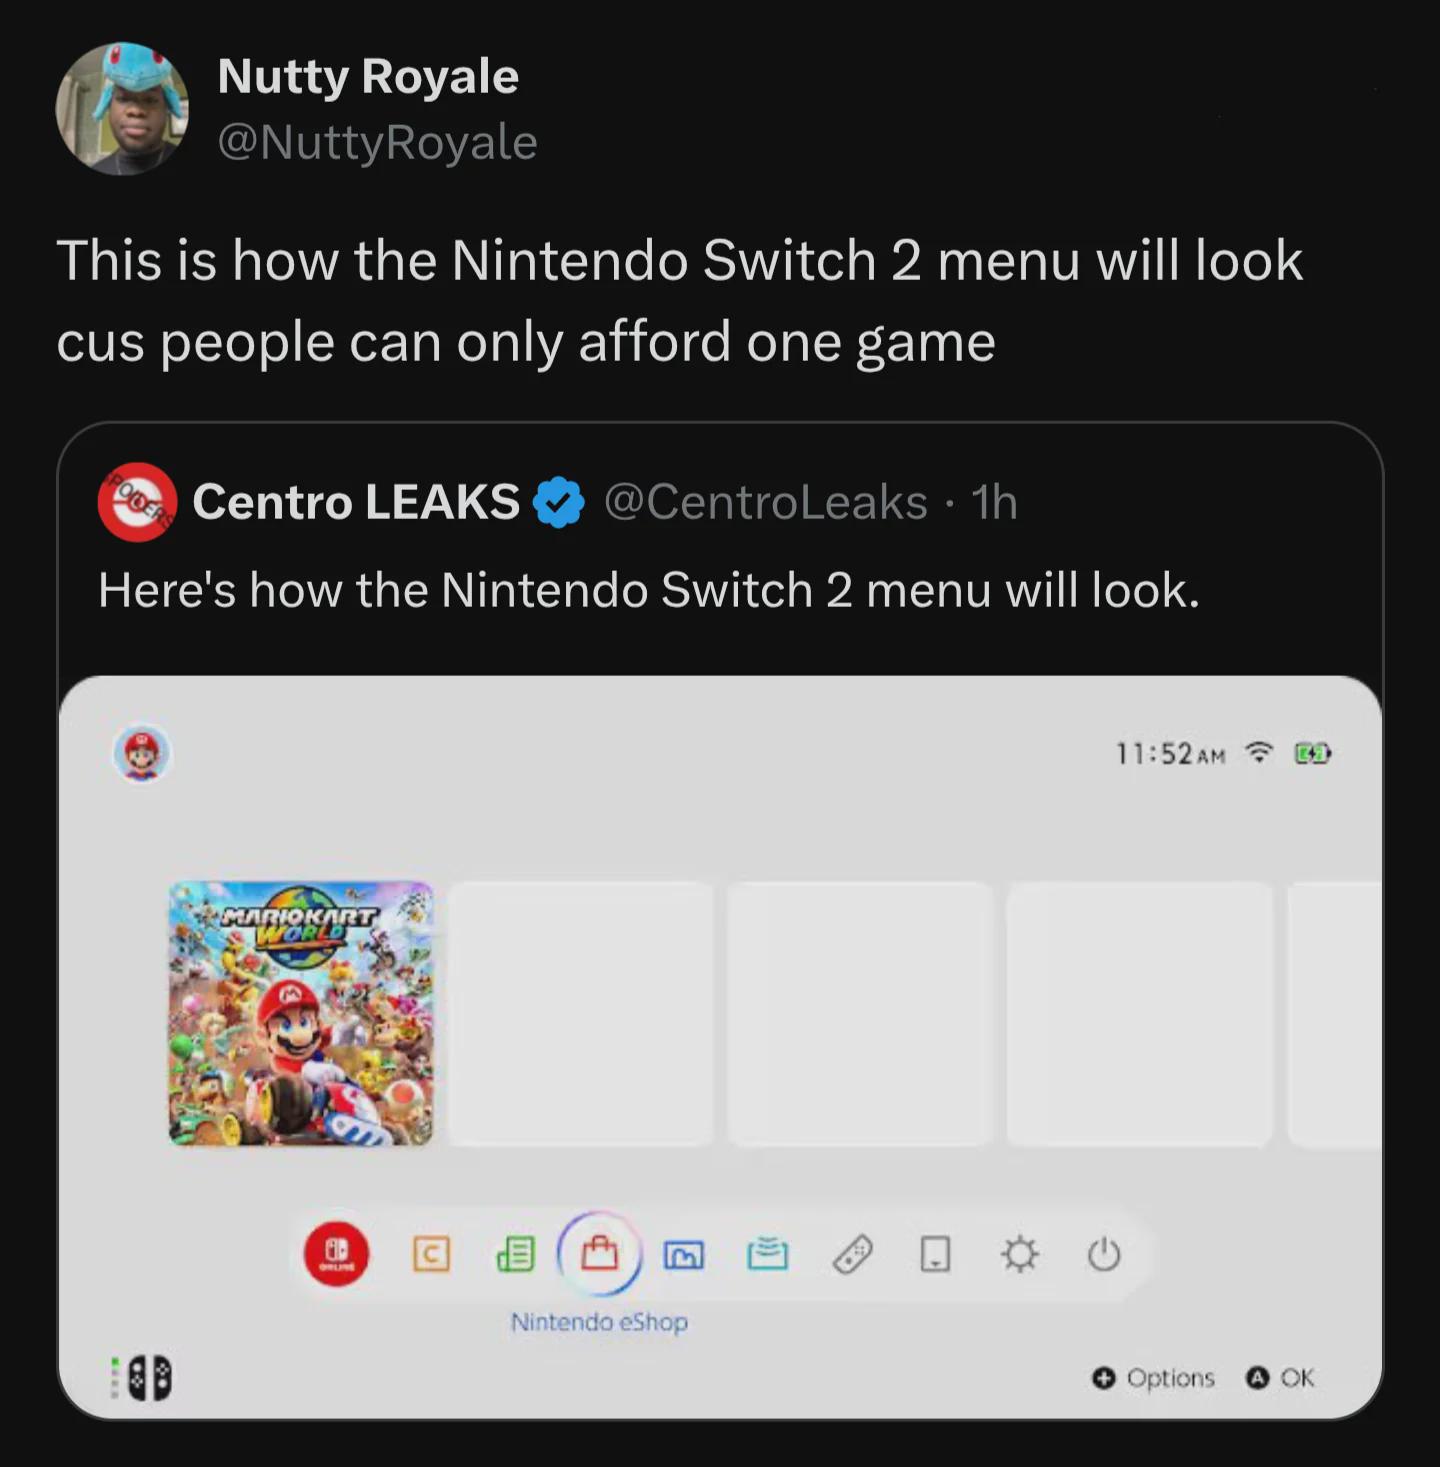 Nutty Royale
@NuttyRoyale
This is how the Nintendo Switch 2 menu will look
cus people can only afford one game
Centro LEAKS @CentroLeaks · 1h
Here's how the Nintendo Switch 2 menu will look.
11:52 AM
MARIOKART
WORLD
ONLINE
C
Nintendo eShop
+ Options A OK